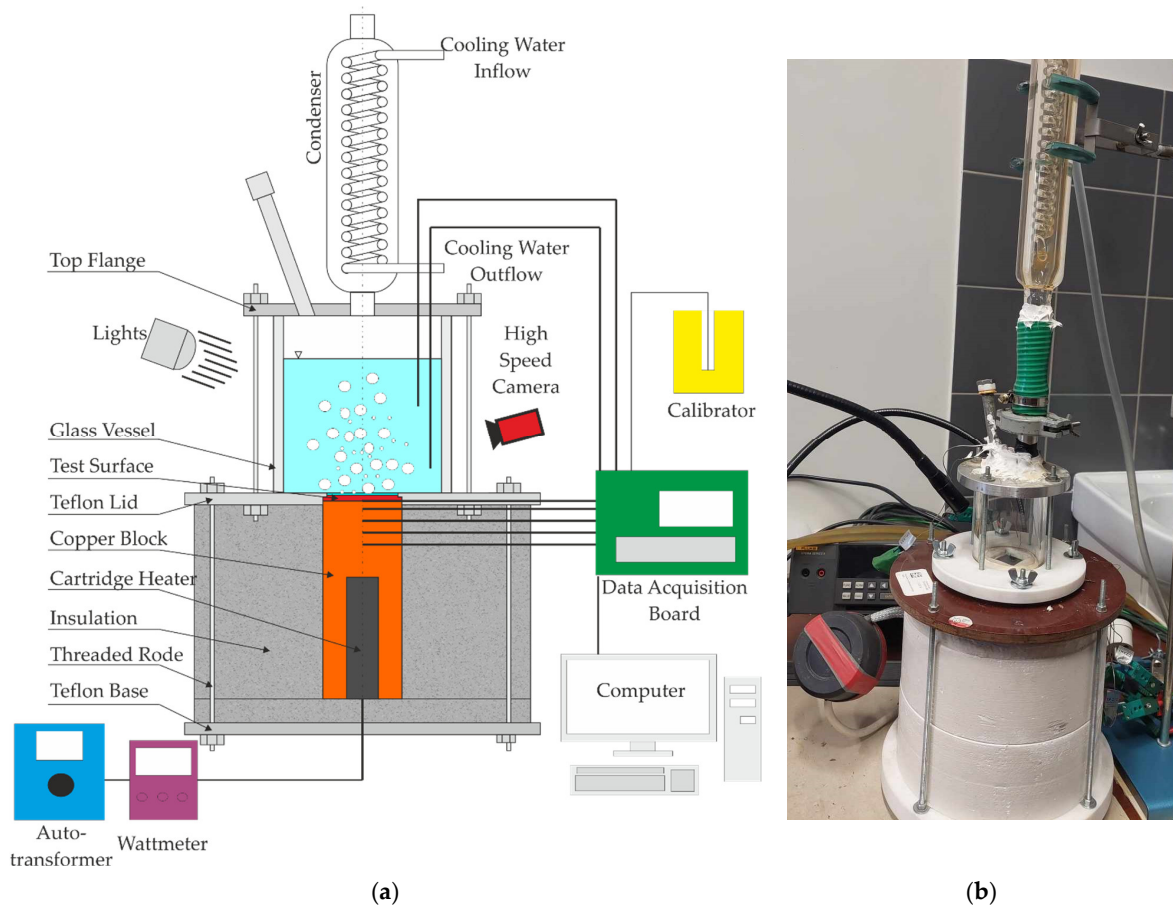 Cooling Water
Inflow
Condenser
Cooling Water
Outflow
Top Flange
Lights
High
Speed
Camera
Calibrator
Glass Vessel
Test Surface
Teflon Lid
Copper Block
Cartridge Heater
Insulation
Threaded Rode
Teflon Base
Data Acquisition
Board
Computer
Auto-
transformer
Wattmeter
(a)
(b)